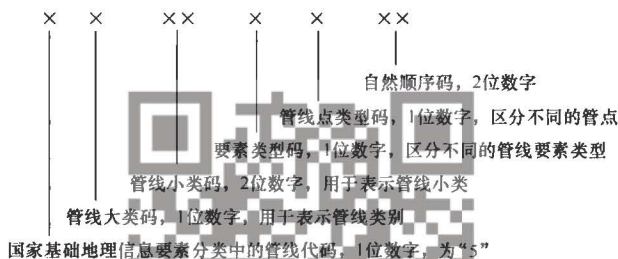 × × ×× × × ××
自然顺序码，2位数字
管线点类型码，1位数字，区分不同的管点
要素类型码，1位数字，区分不同的管线要素类型
管线小类码，2位数字，用于表示管线小类
管线大类码，1位数字，用于表示管线类别
国家基础地理信息要素分类中的管线代码，1位数字，为“5”